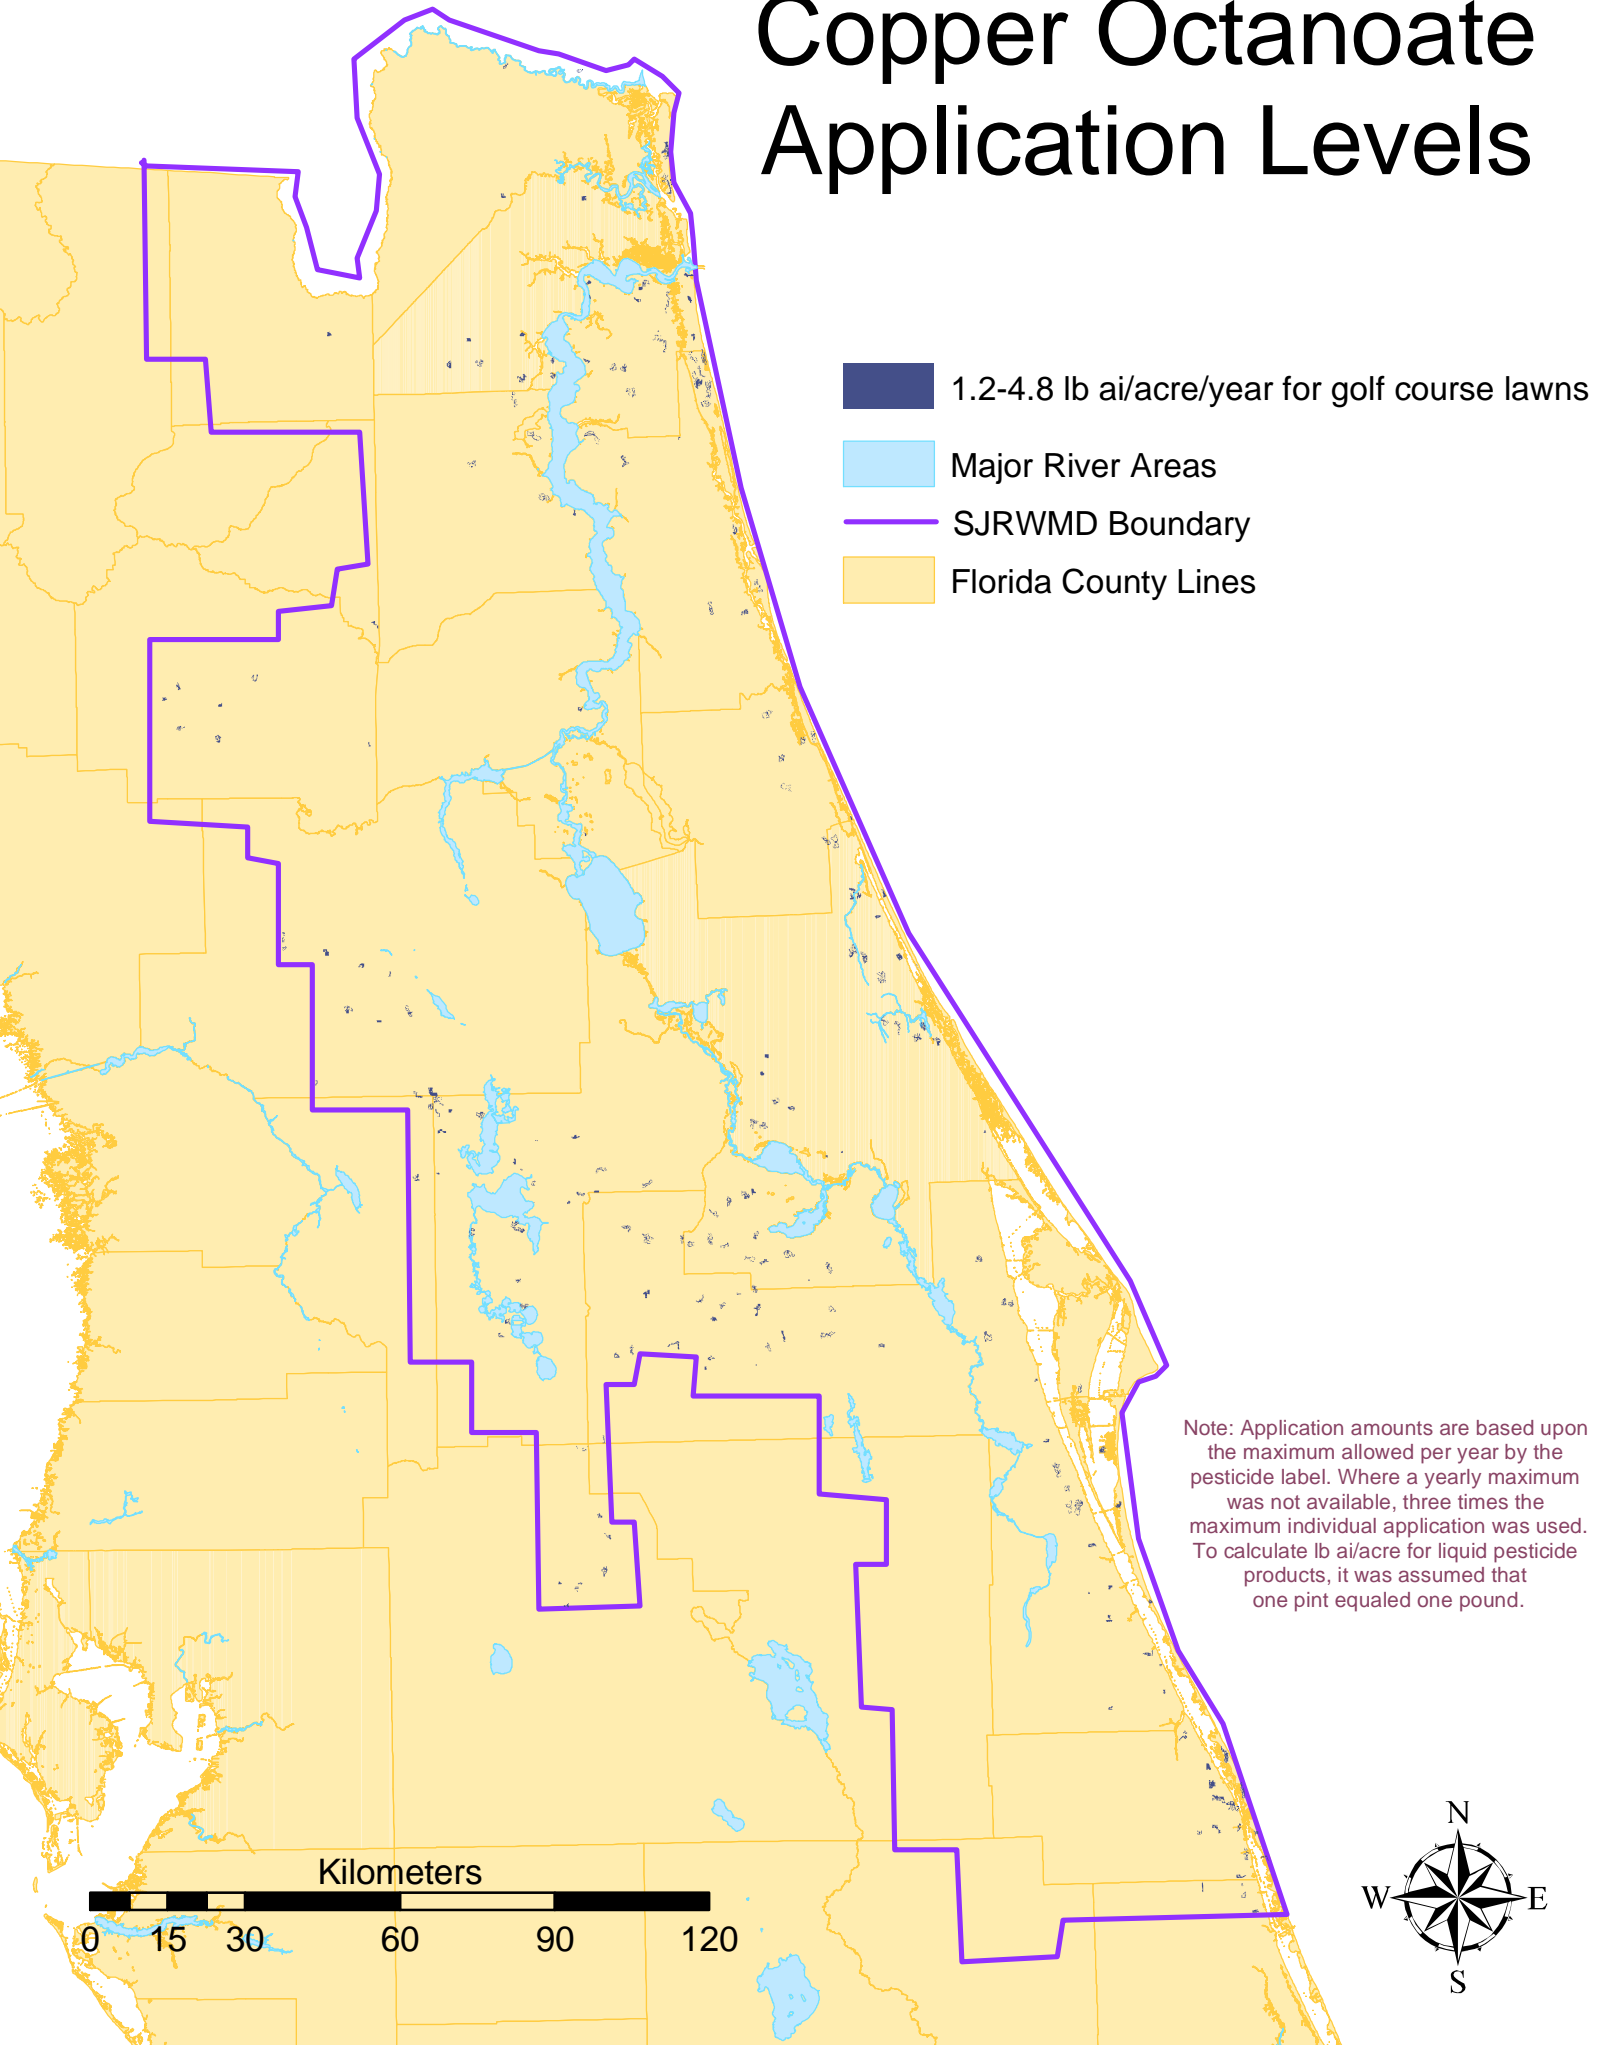 Copper Octanoate
Application Levels
1.2-4.8 lb ai/acre/year for golf course lawns
Major River Areas
SJRWMD Boundary
Florida County Lines
Note: Application amounts are based upon
the maximum allowed per year by the
pesticide label. Where a yearly maximum
was not available, three times the
maximum individual application was used.
To calculate lb ai/acre for liquid pesticide
products, it was assumed that
one pint equaled one pound.
N
W E
S
Kilometers
0 15 30 60 90 120